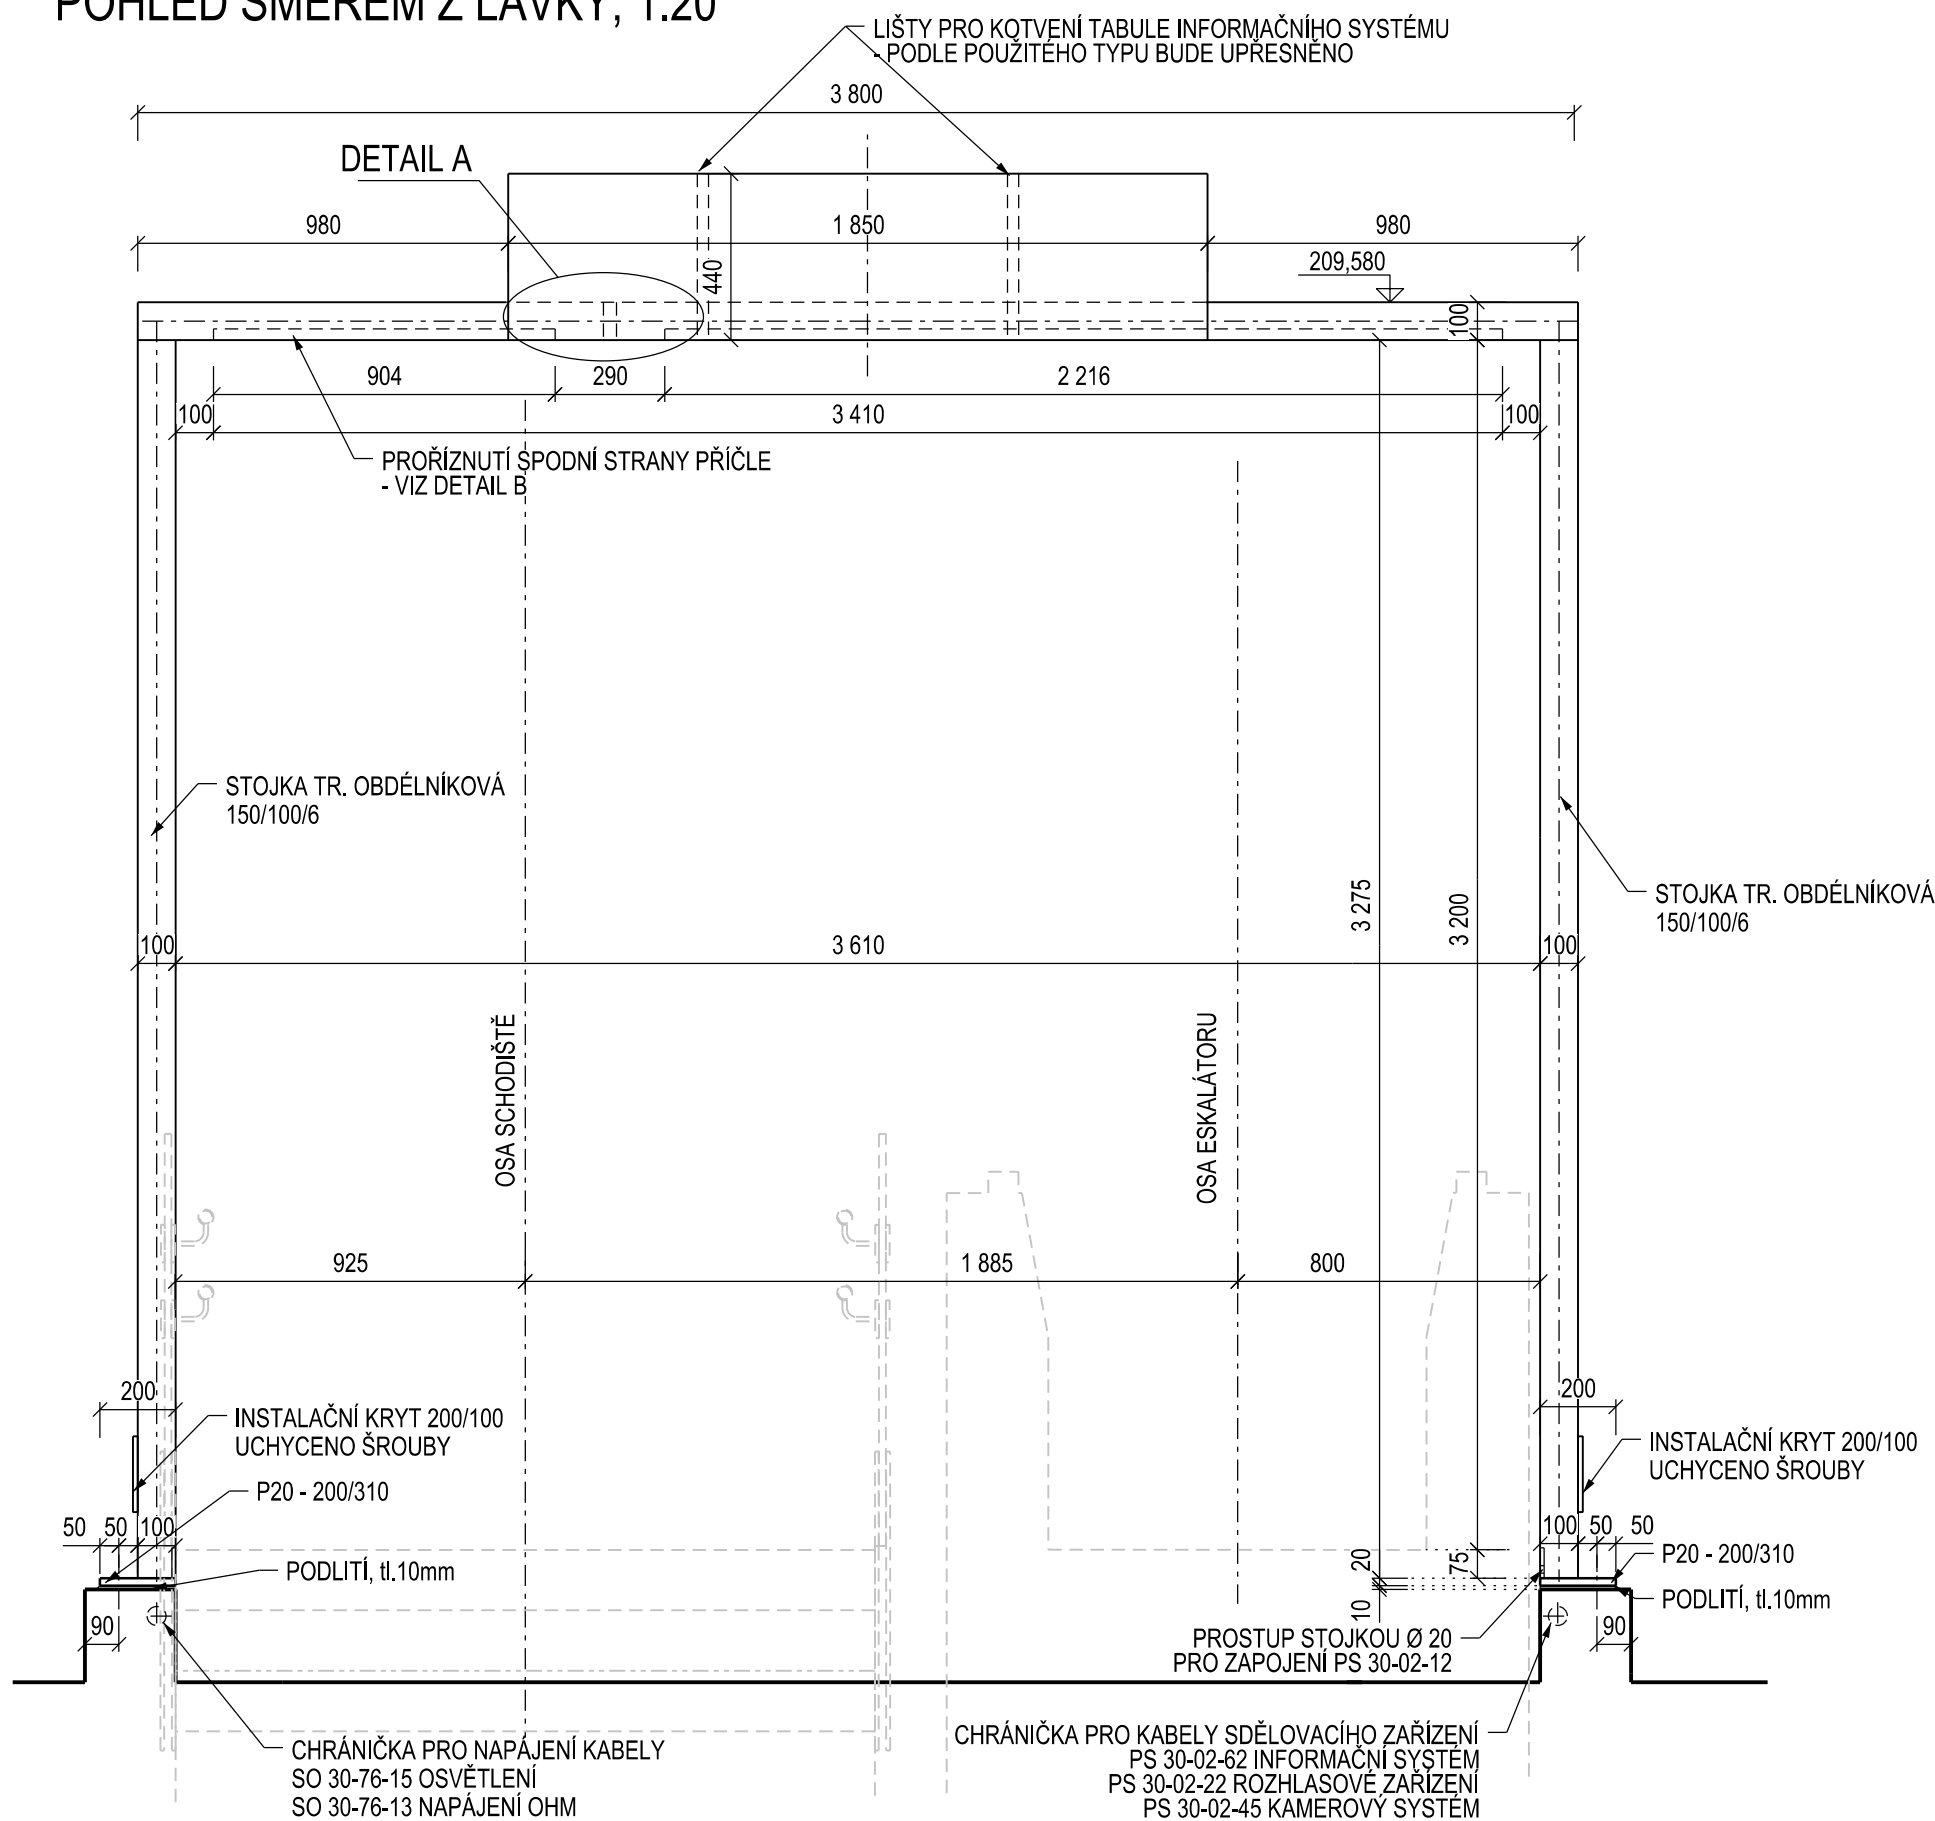 POHLED SMĚREM Z LÁVKY, 1:20
LIŠTY PRO KOTVENÍ TABULE INFORMAČNÍHO SYSTÉMU
- PODLE POUŽITÉHO TYPU BUDE UPŘESNĚNO
3 800
DETAIL A
980
1 850
980
440
209,580
100
904
290
2 216
100
3 410
100
PROŘÍZNUTÍ SPODNÍ STRANY PŘÍČLE
- VIZ DETAIL B
STOJKA TR. OBDÉLNÍKOVÁ
150/100/6
3 275
3 200
STOJKA TR. OBDÉLNÍKOVÁ
150/100/6
100
3 610
100
OSA SCHODIŠTĚ
OSA ESKALÁTORU
925
1 885
800
200
200
INSTALAČNÍ KRYT 200/100
UCHYCENO ŠROUBY
INSTALAČNÍ KRYT 200/100
UCHYCENO ŠROUBY
P20 - 200/310
50
50
100
100
50
50
P20 - 200/310
PODLITÍ, tl.10mm
20
75
PODLITÍ, tl.10mm
10
90
90
PROSTUP STOJKOU Ø 20
PRO ZAPOJENÍ PS 30-02-12
CHRÁNIČKA PRO NAPÁJENÍ KABELY
SO 30-76-15 OSVĚTLENÍ
SO 30-76-13 NAPÁJENÍ OHM
CHRÁNIČKA PRO KABELY SDĚLOVACÍHO ZAŘÍZENÍ
PS 30-02-62 INFORMAČNÍ SYSTÉM
PS 30-02-22 ROZHLASOVÉ ZAŘÍZENÍ
PS 30-02-45 KAMEROVÝ SYSTÉM